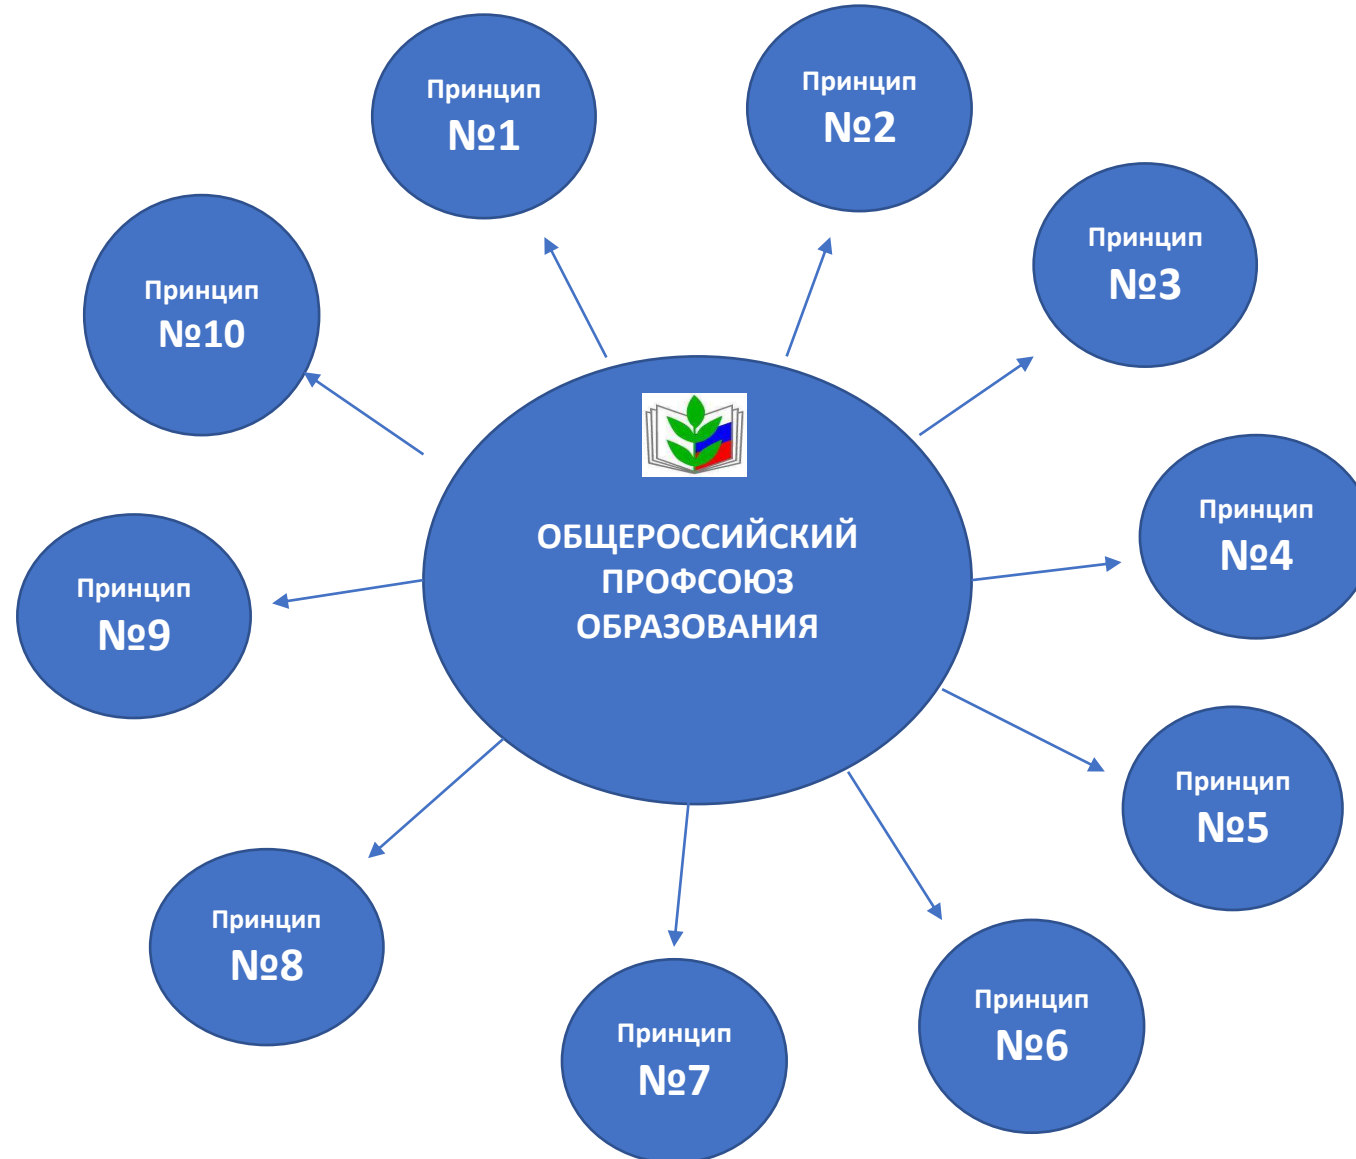 Принцип
№1
Принцип
№2
Принцип
№3
Принцип
№10
ОБЩЕРОССИЙСКИЙ
ПРОФСОЮЗ
ОБРАЗОВАНИЯ
Принцип
№4
Принцип
№9
Принцип
№5
Принцип
№8
Принцип
№6
Принцип
№7